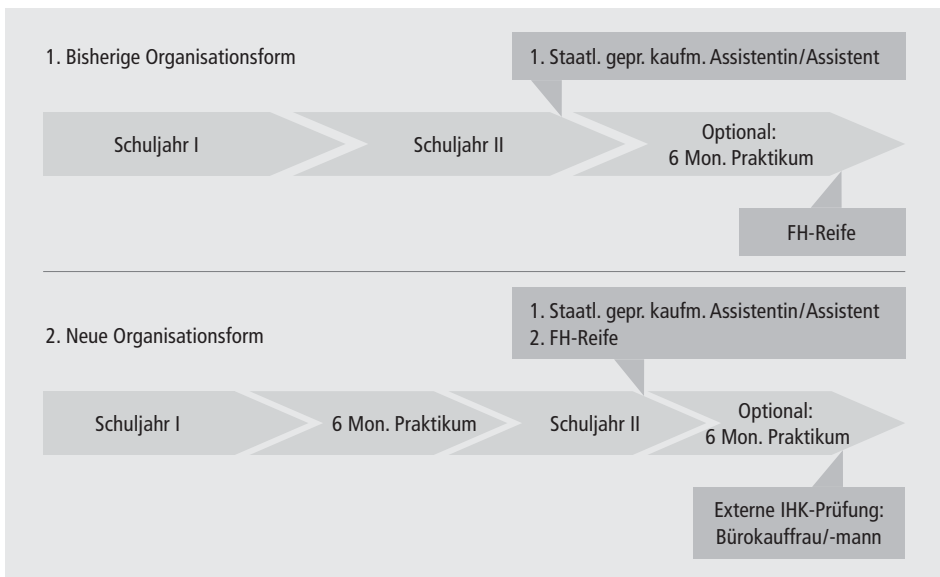 1. Bisherige Organisationsform
1. Staatl. gepr. kaufm. Assistentin/Assistent
Schuljahr I
Schuljahr II
Optional:
6 Mon. Praktikum
FH-Reife
2. Neue Organisationsform
1. Staatl. gepr. kaufm. Assistentin/Assistent
2. FH-Reife
Schuljahr I
6 Mon. Praktikum
Schuljahr II
Optional:
6 Mon. Praktikum
Externe IHK-Prüfung:
Bürokauffrau/-mann